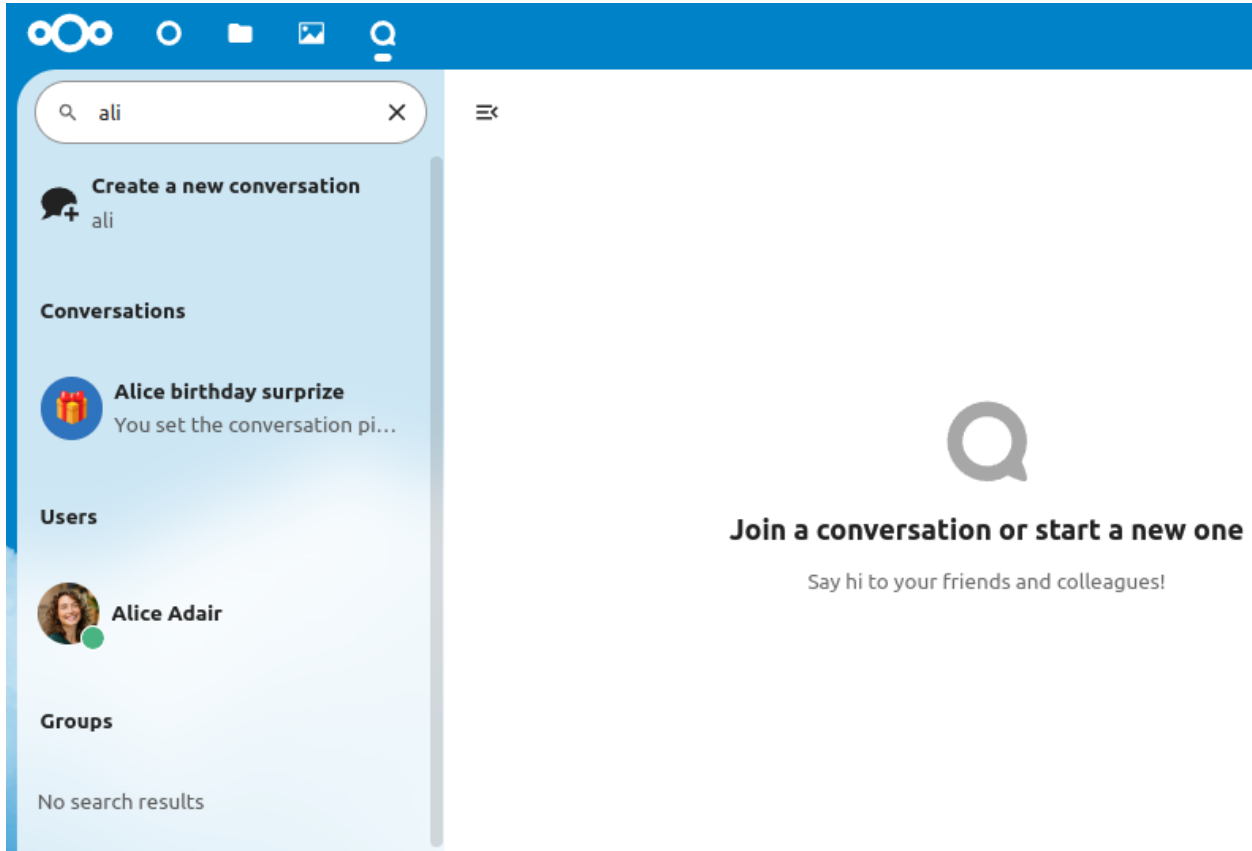 ali
Create a new conversation
ali
Conversations
Alice birthday surprize
You set the conversation pi...
Users
Alice Adair
Groups
No search results
Join a conversation or start a new one
Say hi to your friends and colleagues!